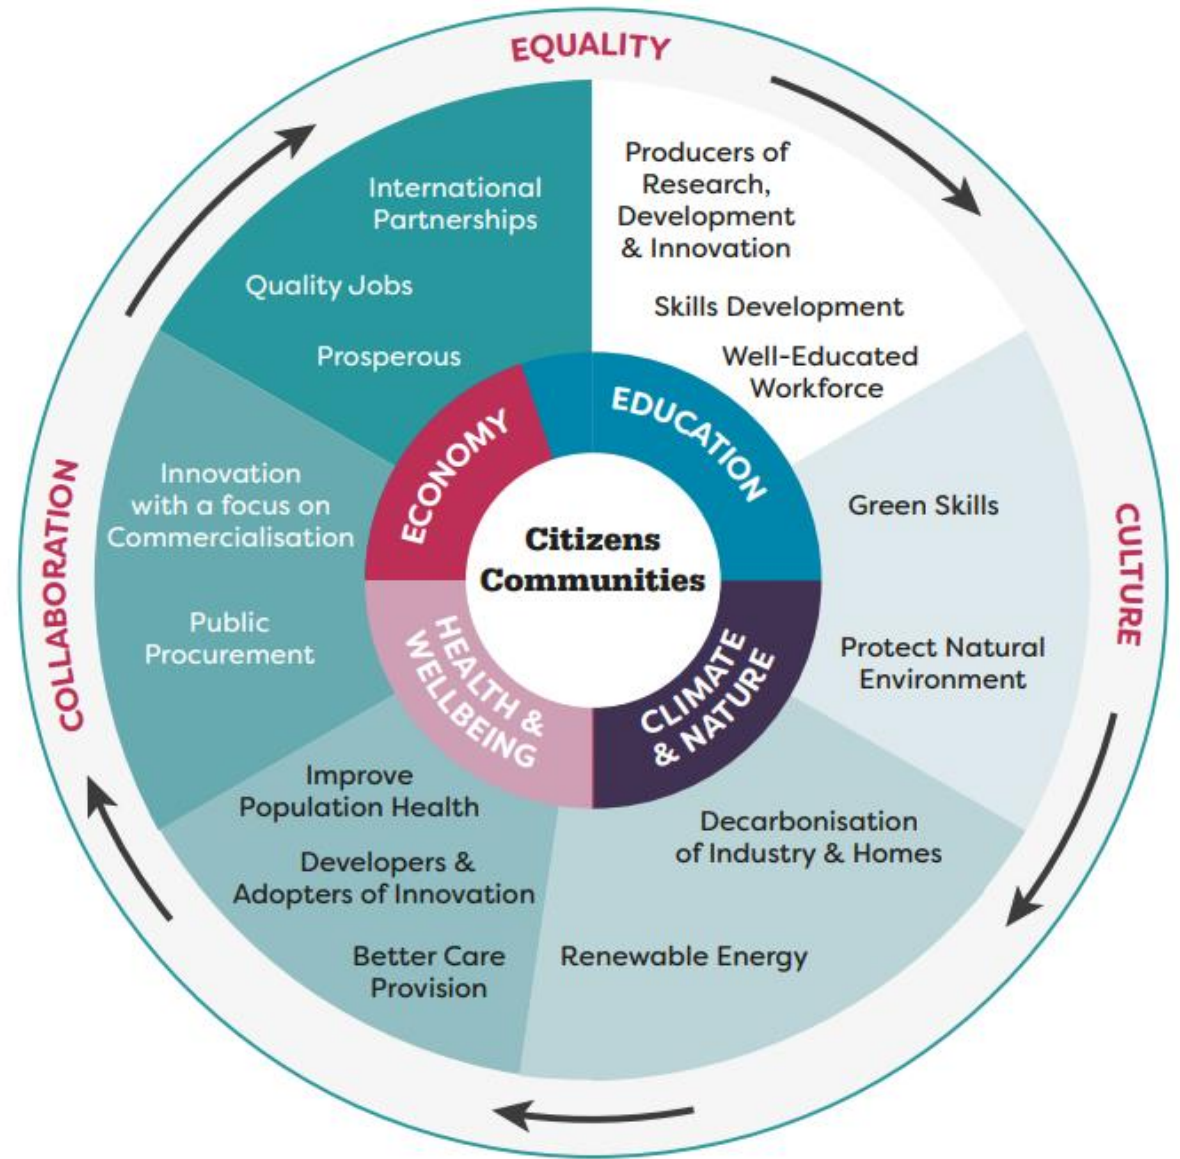 EQUALITY
Producers of
Research,
Development
& Innovation
Skills Development
Well-Educated
Workforce
CULTURE
Green Skills
Protect Natural
Environment
Decarbonisation
of Industry & Homes
Renewable Energy
Improve
Population Health
Developers &
Adopters of Innovation
Better Care
Provision
COLLABORATION
Innovation
with a focus on
Commercialisation
Public
Procurement
International
Partnerships
Quality Jobs
Prosperous
ECONOMY
EDUCATION
CLIMATE
& NATURE
HEALTH &
WELLBEING
Citizens
Communities